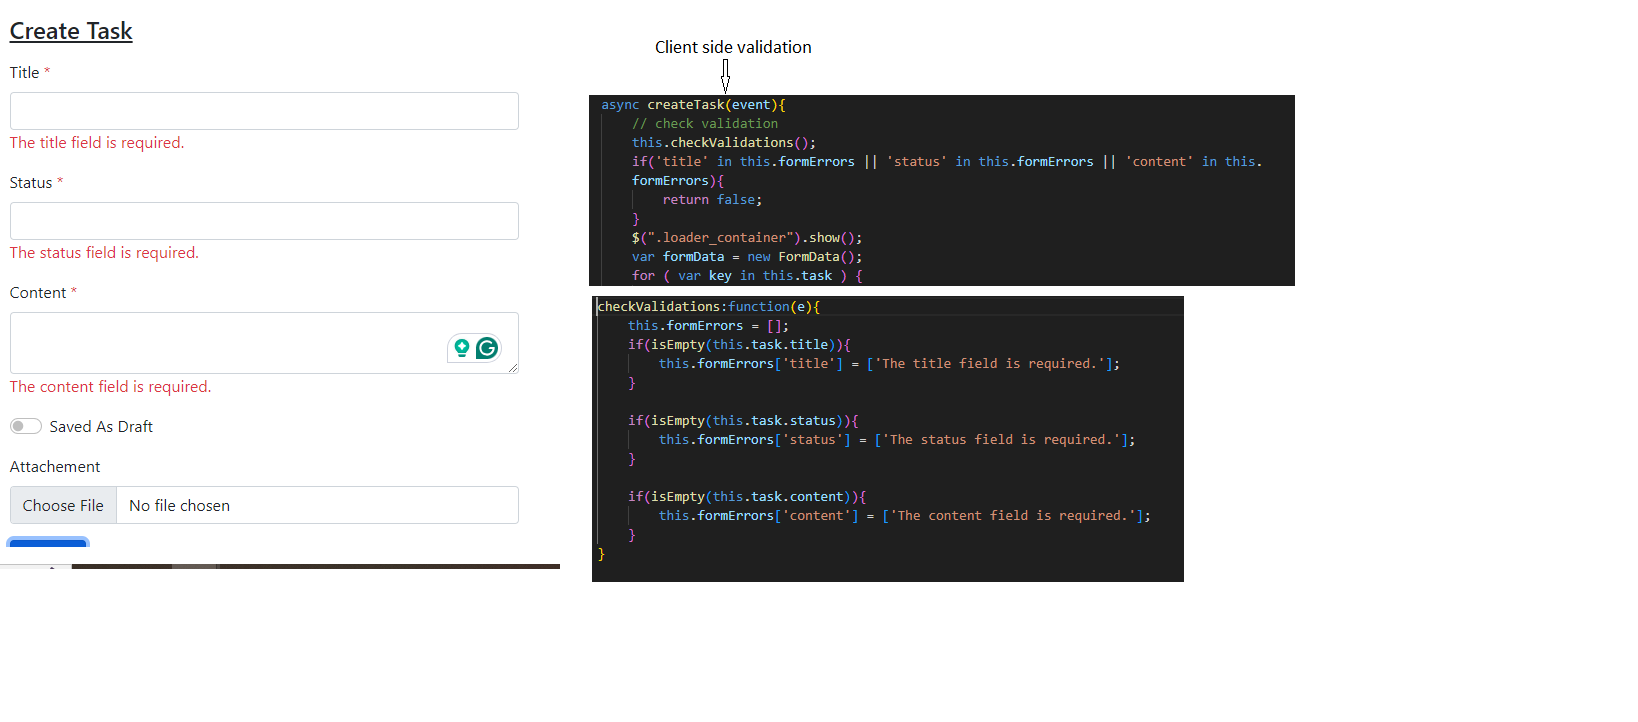 Create Task
Title *
The title field is required.
Status *
The status field is required.
Content *
The content field is required.
Saved As Draft
Attachement
Choose File No file chosen
Client side validation
async createTask(event){
// check validation
this.checkValidations();
if('title' in this.formErrors || 'status' in this.formErrors || 'content' in this.
formErrors){
return false;
}
$(".loader_container").show();
var formData = new FormData();
for ( var key in this.task ) {
checkValidations:function(e){
this.formErrors = [];
if(isEmpty(this.task.title)){
this.formErrors['title'] = ['The title field is required.'];
}
if(isEmpty(this.task.status)){
this.formErrors['status'] = ['The status field is required.'];
}
if(isEmpty(this.task.content)){
this.formErrors['content'] = ['The content field is required.'];
}
}